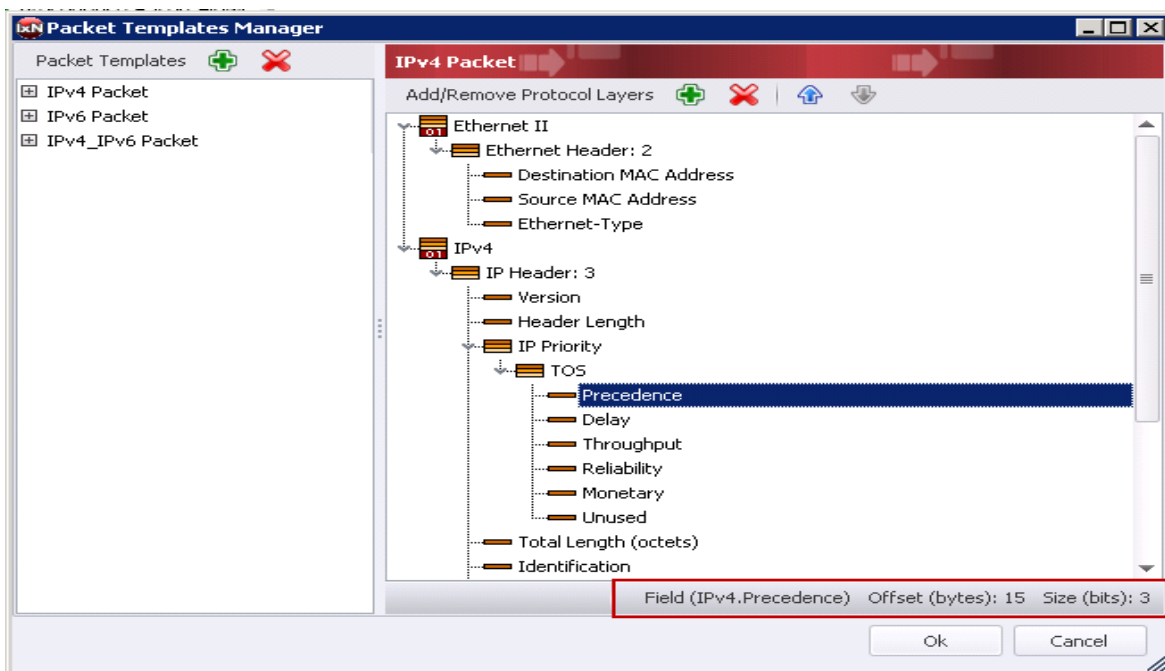 IxN Packet Templates Manager
Packet Templates
IPv4 Packet
IPv6 Packet
IPv4_IPv6 Packet
IPv4 Packet
Add/Remove Protocol Layers
01 Ethernet II
Ethernet Header: 2
Destination MAC Address
Source MAC Address
Ethernet-Type
01 IPv4
IP Header: 3
Version
Header Length
IP Priority
TOS
Precedence
Delay
Throughput
Reliability
Monetary
Unused
Total Length (octets)
Identification
Field (IPv4.Precedence) Offset (bytes): 15 Size (bits): 3
Ok Cancel